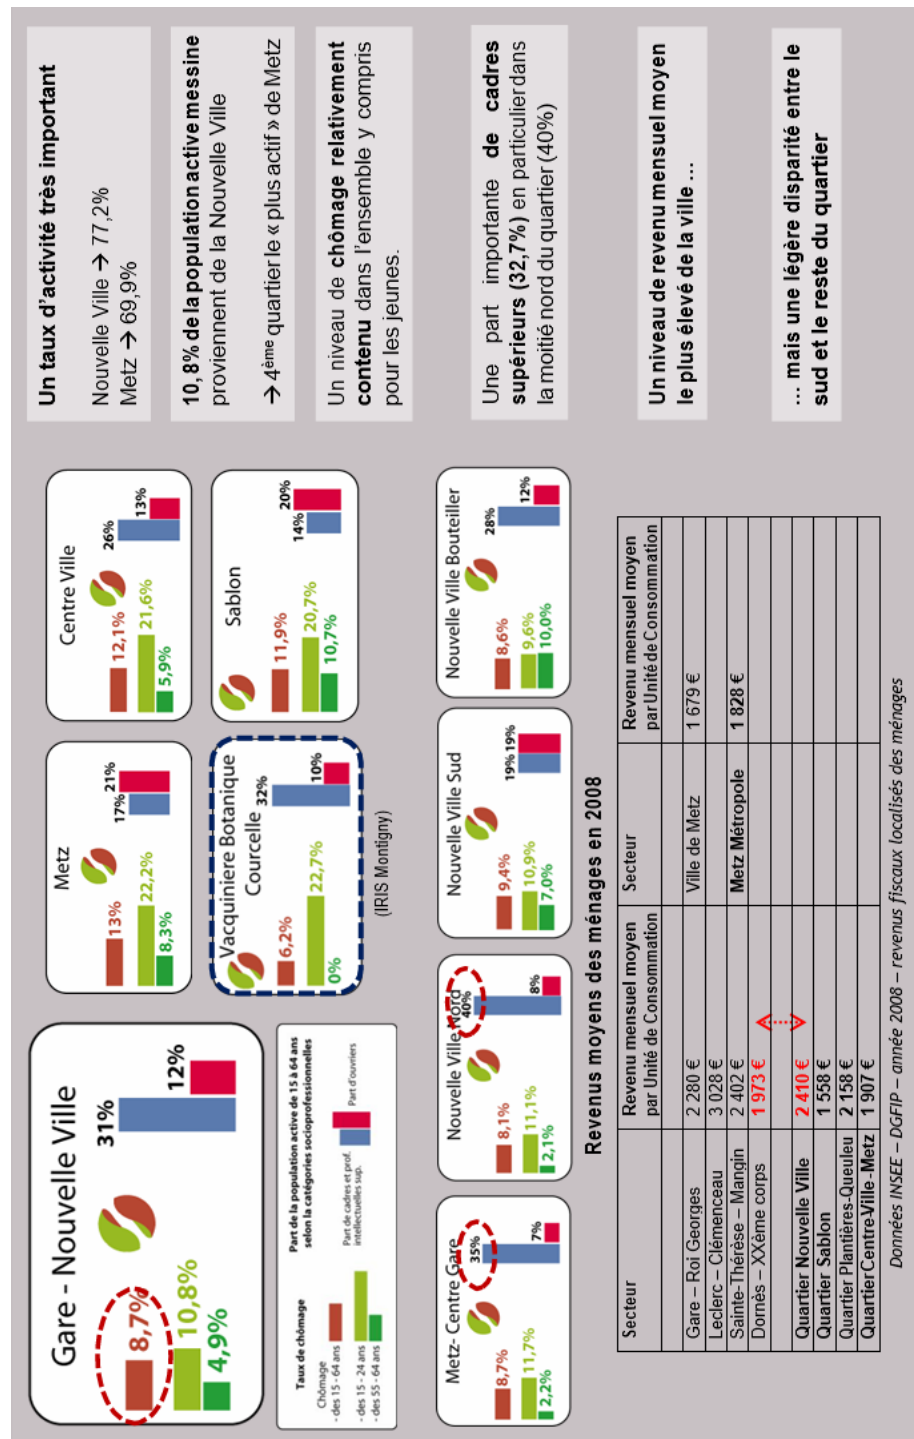 Gare - Nouvelle Ville
8,7%
10,8%
4,9%
31%
12%
Taux de chômage
Chômage
- des 15 - 64 ans
- des 15 - 24 ans
- des 55 - 64 ans
Part de la population active de 15 à 64 ans
selon la catégories socioprofessionnelles
Part de cadres et prof.
intellectuelles sup.
Part d'ouvriers
Metz
13%
22,2%
8,3%
17%
21%
Centre Ville
12,1%
21,6%
5,9%
26%
13%
Vacquiniere Botanique
Courcelle
6,2%
22,7%
0%
32%
10%
(IRIS Montigny)
Sablon
11,9%
20,7%
10,7%
14%
20%
Metz- Centre Gare
8,7%
11,7%
2,2%
35%
7%
Nouvelle Ville Nord
8,1%
11,1%
2,1%
40%
8%
Nouvelle Ville Sud
9,4%
10,9%
7,0%
19%
19%
Nouvelle Ville Bouteiller
8,6%
9,6%
10,0%
28%
12%
Revenus moyens des ménages en 2008
Secteur
Revenu mensuel moyen
par Unité de Consommation
Secteur
Revenu mensuel moyen
par Unité de Consommation
Gare – Roi Georges 2 280 € Ville de Metz 1 679 €
Leclerc – Clémenceau 3 028 €
Sainte-Thérèse – Mangin 2 402 € Metz Métropole 1 828 €
Dornès – XXème corps 1 973 €
Quartier Nouvelle Ville 2 410 €
Quartier Sablon 1 558 €
Quartier Plantières-Queuleu 2 158 €
Quartier Centre-Ville -Metz 1 907 €
Données INSEE – DGFIP – année 2008 – revenus fiscaux localisés des ménages
Un taux d'activité très important
Nouvelle Ville → 77,2%
Metz → 69,9%
10,8% de la population active messine
proviennent de la Nouvelle Ville
→ 4ème quartier le « plus actif » de Metz
Un niveau de chômage relativement
contenu dans l'ensemble y compris
pour les jeunes.
Une part importante de cadres
supérieurs (32,7%) en particulier dans
la moitié nord du quartier (40%)
Un niveau de revenu mensuel moyen
le plus élevé de la ville ...
... mais une légère disparité entre le
sud et le reste du quartier